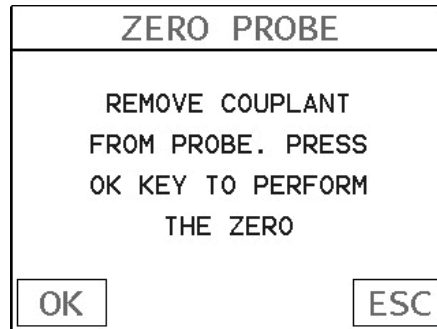 ZERO PROBE
REMOVE COUPLANT
FROM PROBE. PRESS
OK KEY TO PERFORM
THE ZERO
OK
ESC